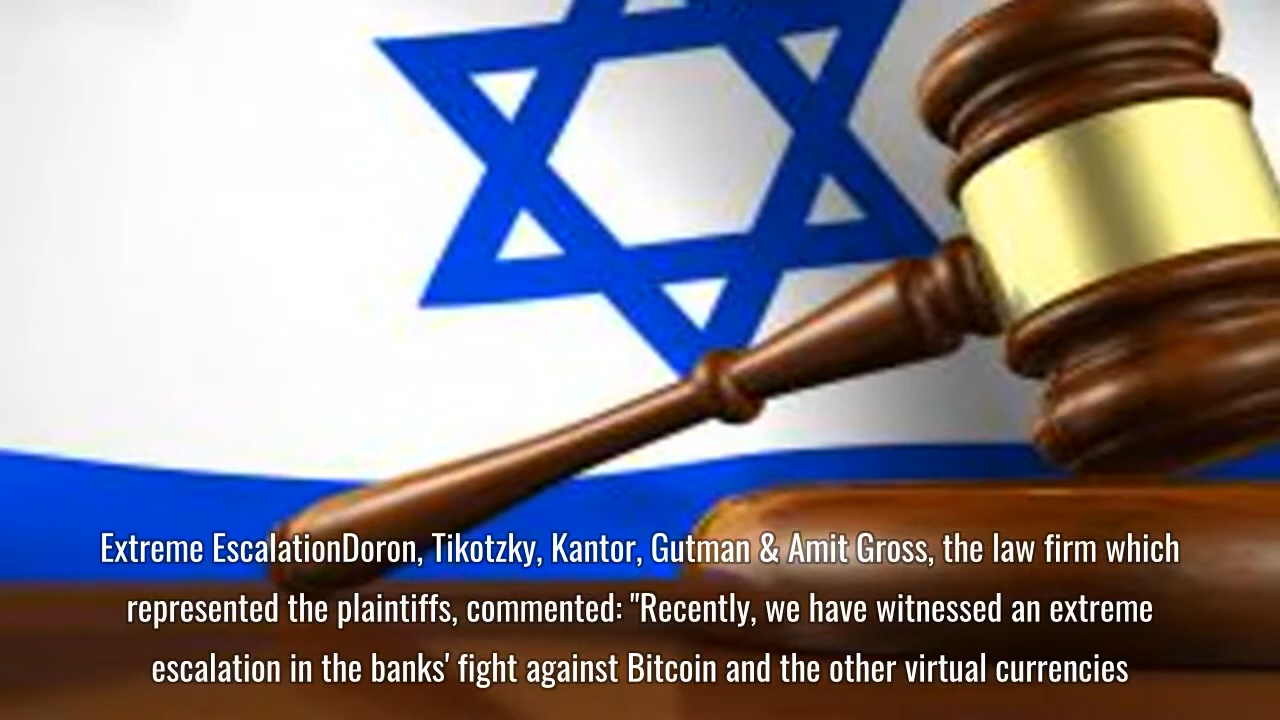 Extreme EscalationDoron, Tikotzky, Kantor, Gutman & Amit Gross, the law firm which
represented the plaintiffs, commented: "Recently, we have witnessed an extreme
escalation in the banks' fight against Bitcoin and the other virtual currencies